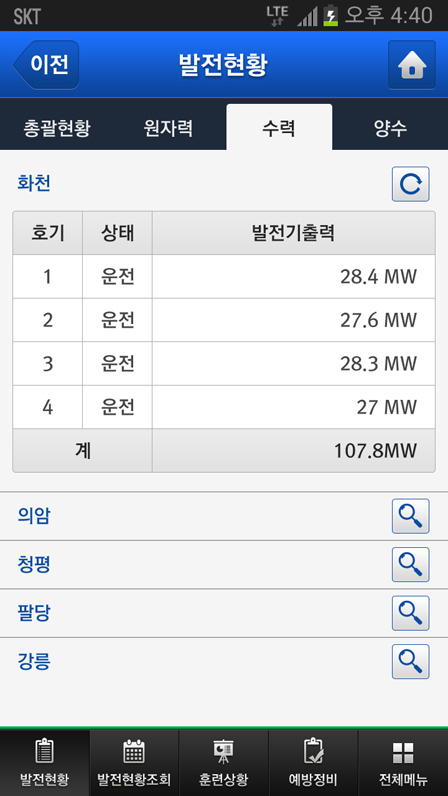 SKT LTE 오후 4:40
이전 발전현황
총괄현황 원자력 수력 양수
화천
호기 상태 발전기출력
1 운전 28.4 MW
2 운전 27.6 MW
3 운전 28.3 MW
4 운전 27 MW
계 107.8MW
의암
청평
팔당
강릉
발전현황 발전현황조회 훈련상황 예방정비 전체메뉴